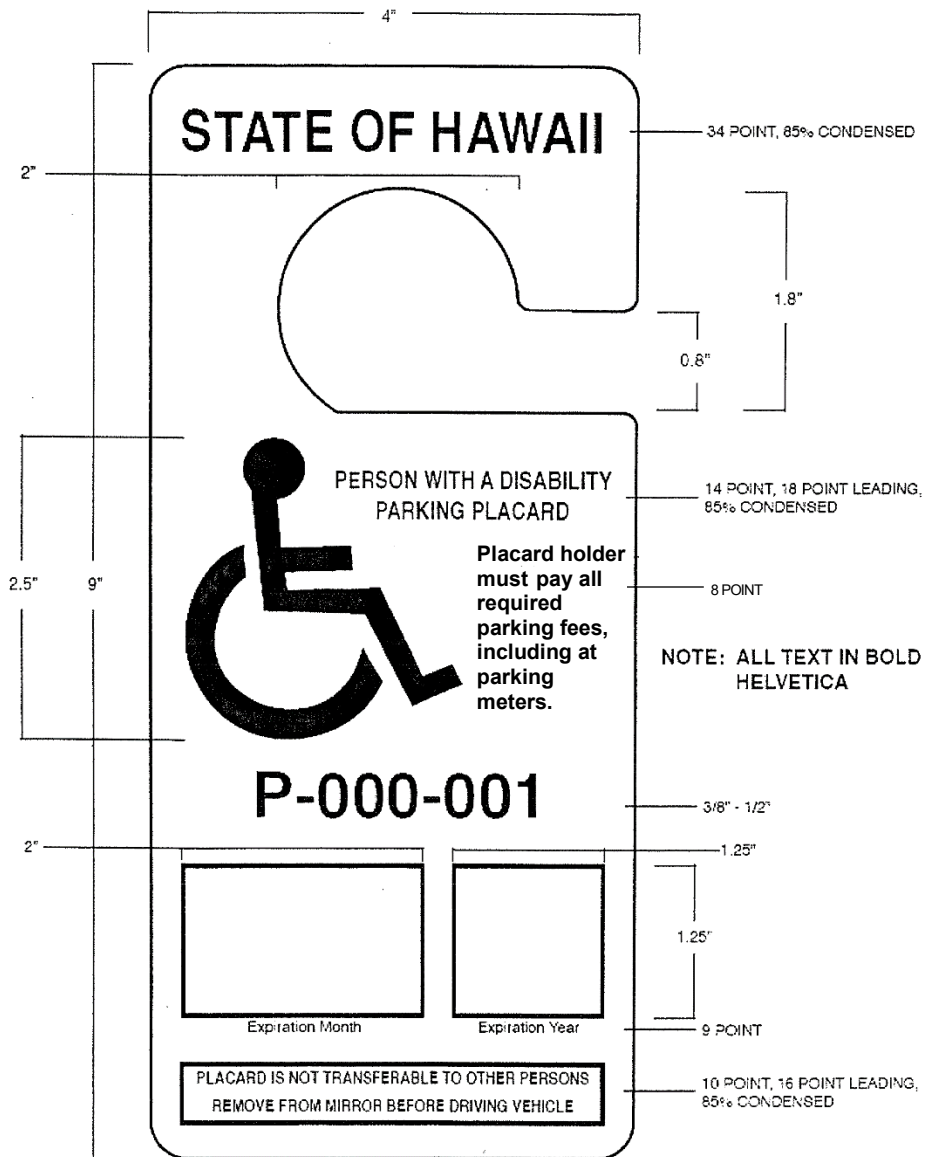 4"
STATE OF HAWAII
34 POINT, 85% CONDENSED
2"
1.8"
0.8"
PERSON WITH A DISABILITY
PARKING PLACARD
14 POINT, 18 POINT LEADING,
85% CONDENSED
Placard holder
must pay all
required
parking fees,
including at
parking
meters.
8 POINT
2.5"
9"
NOTE: ALL TEXT IN BOLD
HELVETICA
P-000-001
3/8" - 1/2"
2"
1.25"
1.25"
Expiration Month
Expiration Year
9 POINT
PLACARD IS NOT TRANSFERABLE TO OTHER PERSONS
REMOVE FROM MIRROR BEFORE DRIVING VEHICLE
10 POINT, 16 POINT LEADING,
85% CONDENSED